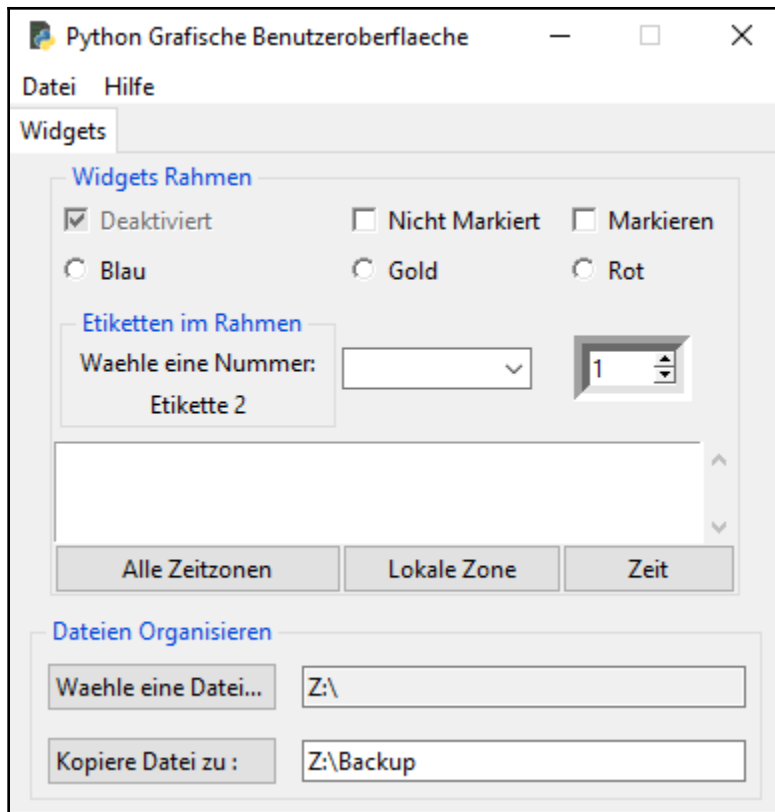 Python Grafische Benutzeroberflaeche
Datei Hilfe
Widgets
Widgets Rahmen
Deaktiviert Nicht Markiert Markieren
Blau Gold Rot
Etiketten im Rahmen
Waehle eine Nummer: 1
Etikette 2
Alle Zeitzonen Lokale Zone Zeit
Dateien Organisieren
Waehle eine Datei... Z:\
Kopiere Datei zu : Z:\Backup